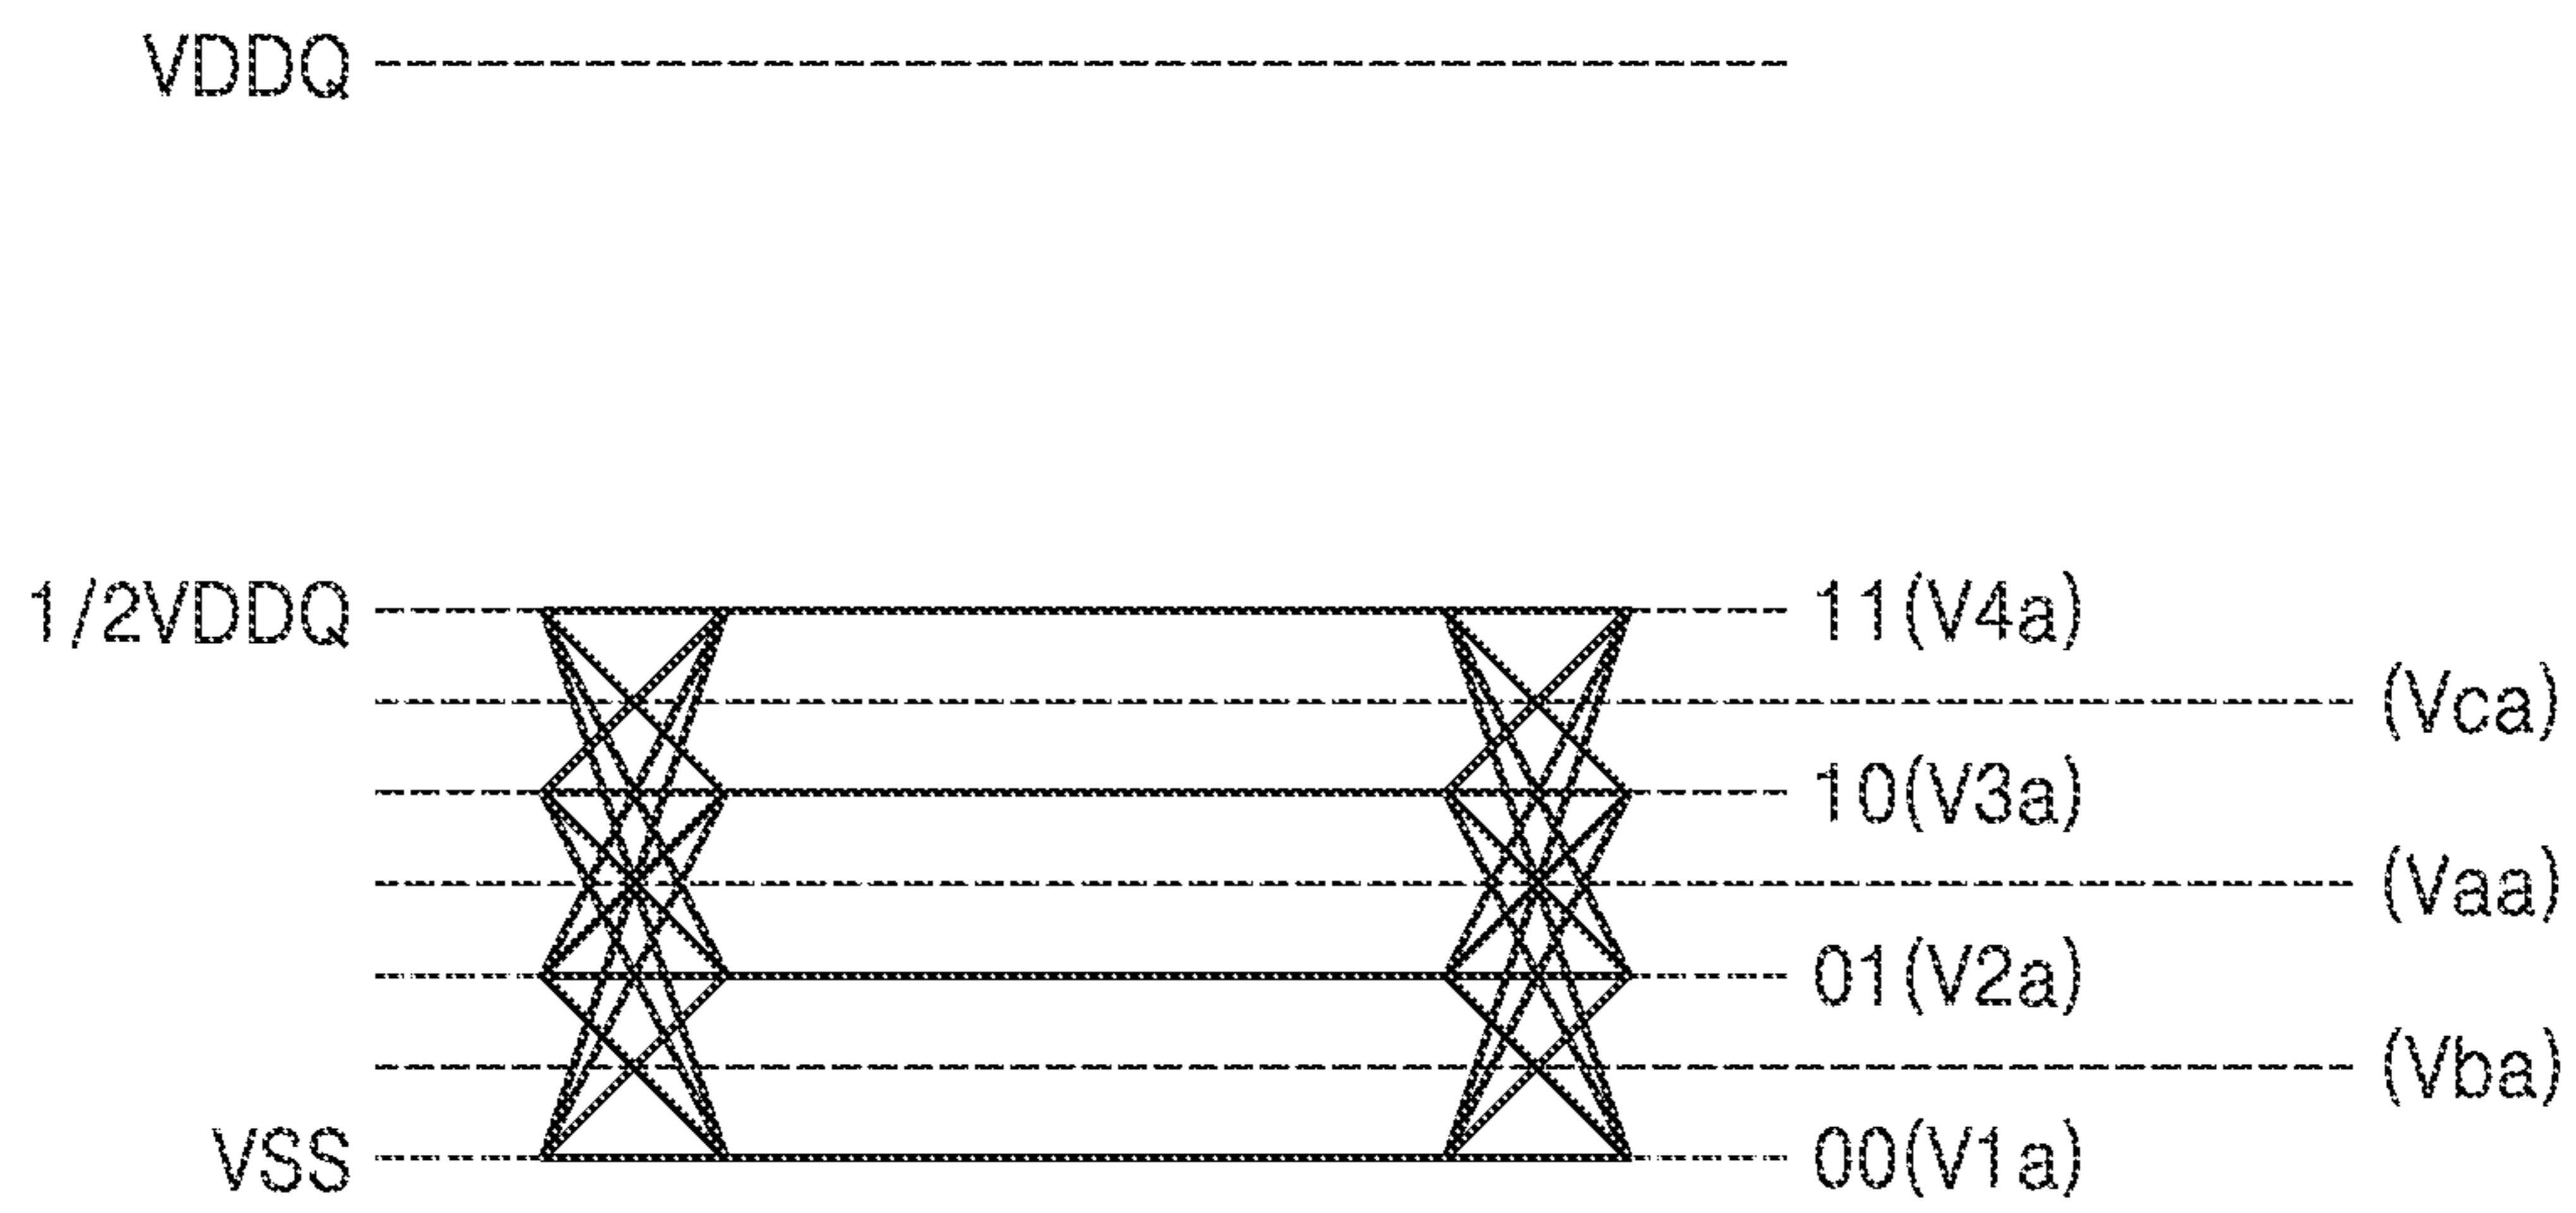 VDDQ
1/2VDDQ
11(V4a)
(Vca)
10(V3a)
(Vaa)
01(V2a)
(Vba)
VSS
00(V1a)